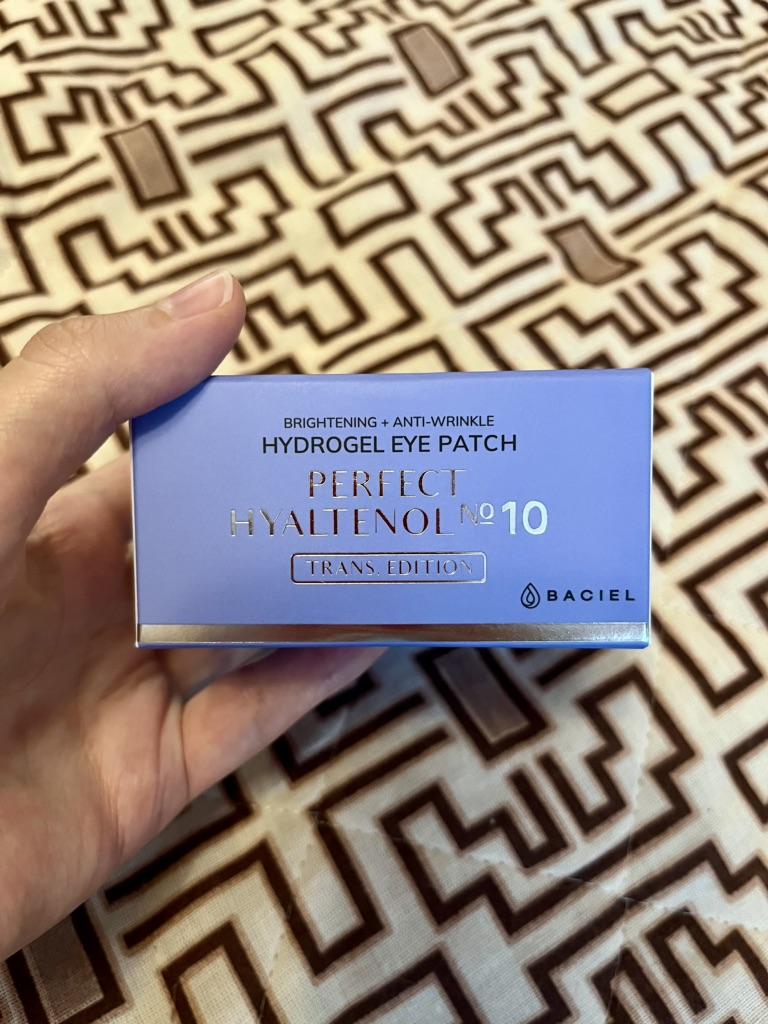 BRIGHTENING + ANTI-WRINKLE
HYDROGEL EYE PATCH
PERFECT
HYALTENOL Nº 10
TRANS. EDITION
BACIEL